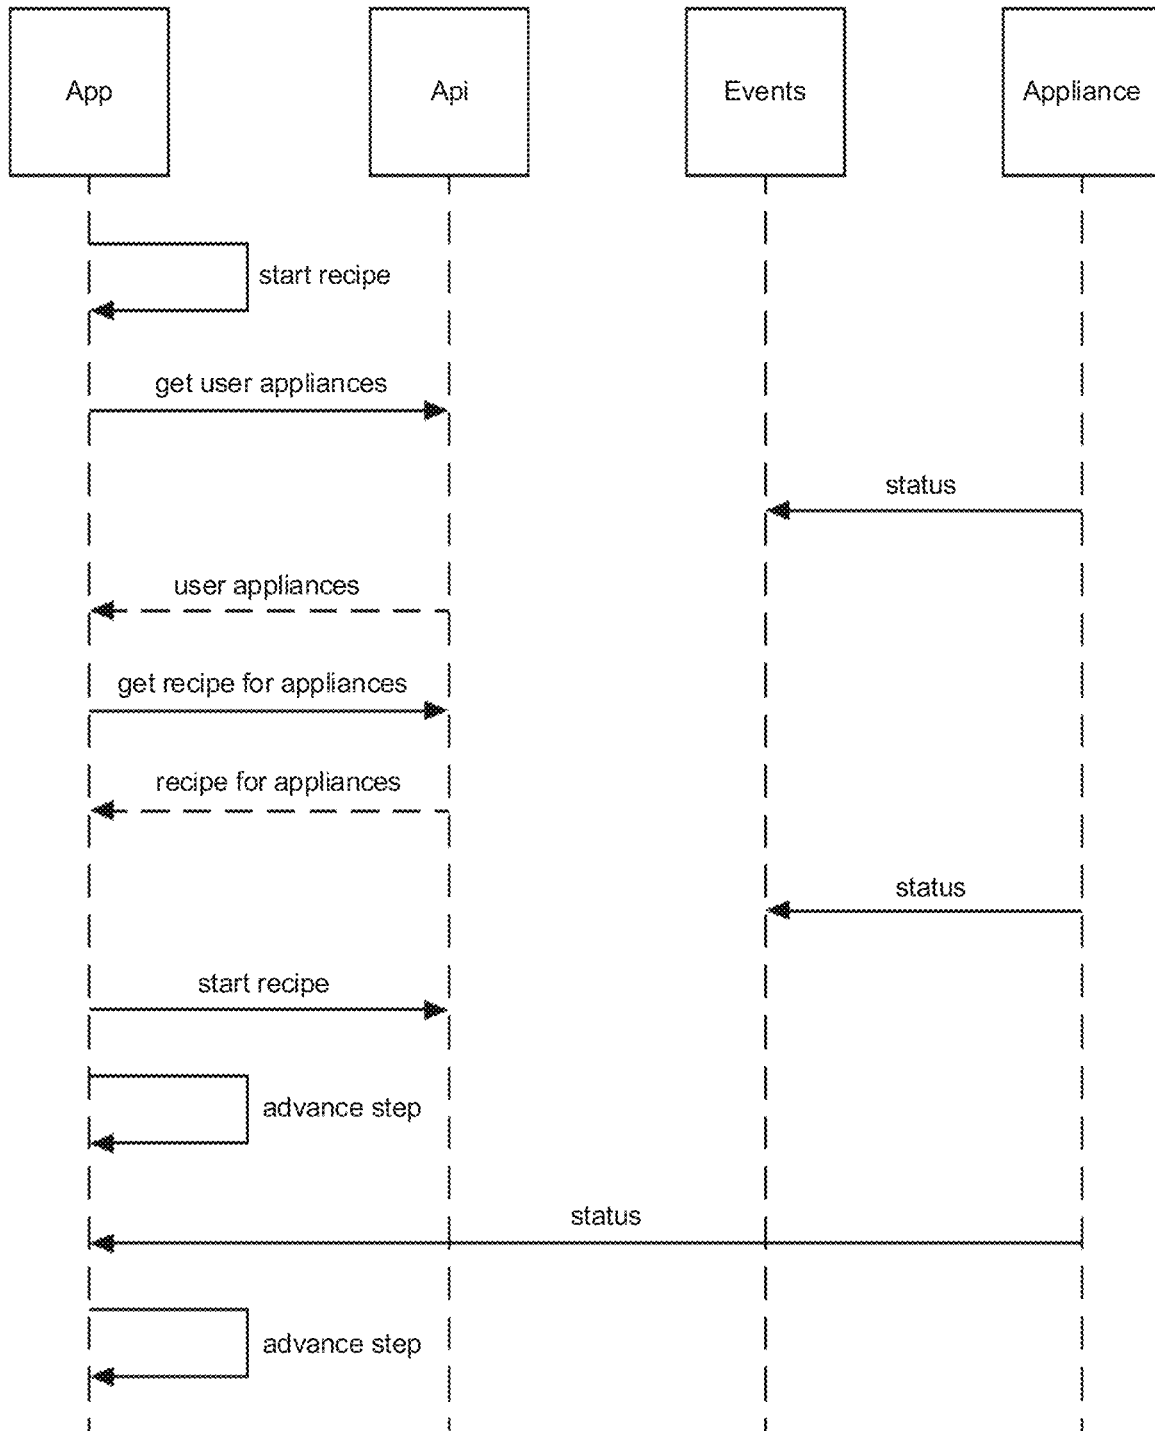 App
Api
Events
Appliance
start recipe
get user appliances
status
user appliances
get recipe for appliances
recipe for appliances
status
start recipe
advance step
status
advance step